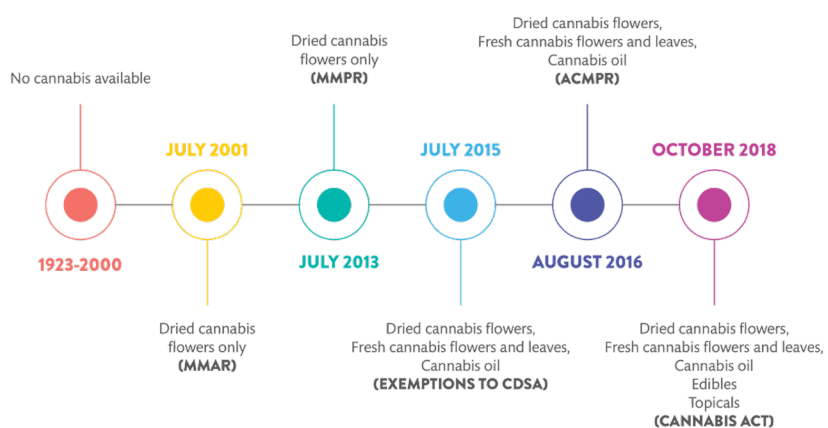 No cannabis available
1923-2000
JULY 2001
Dried cannabis
flowers only
(MMAR)
Dried cannabis
flowers only
(MMPR)
JULY 2013
JULY 2015
Dried cannabis flowers,
Fresh cannabis flowers and leaves,
Cannabis oil
(EXEMPTIONS TO CDSA)
Dried cannabis flowers,
Fresh cannabis flowers and leaves,
Cannabis oil
(ACMPR)
AUGUST 2016
OCTOBER 2018
Dried cannabis flowers,
Fresh cannabis flowers and leaves,
Cannabis oil
Edibles
Topicals
(CANNABIS ACT)